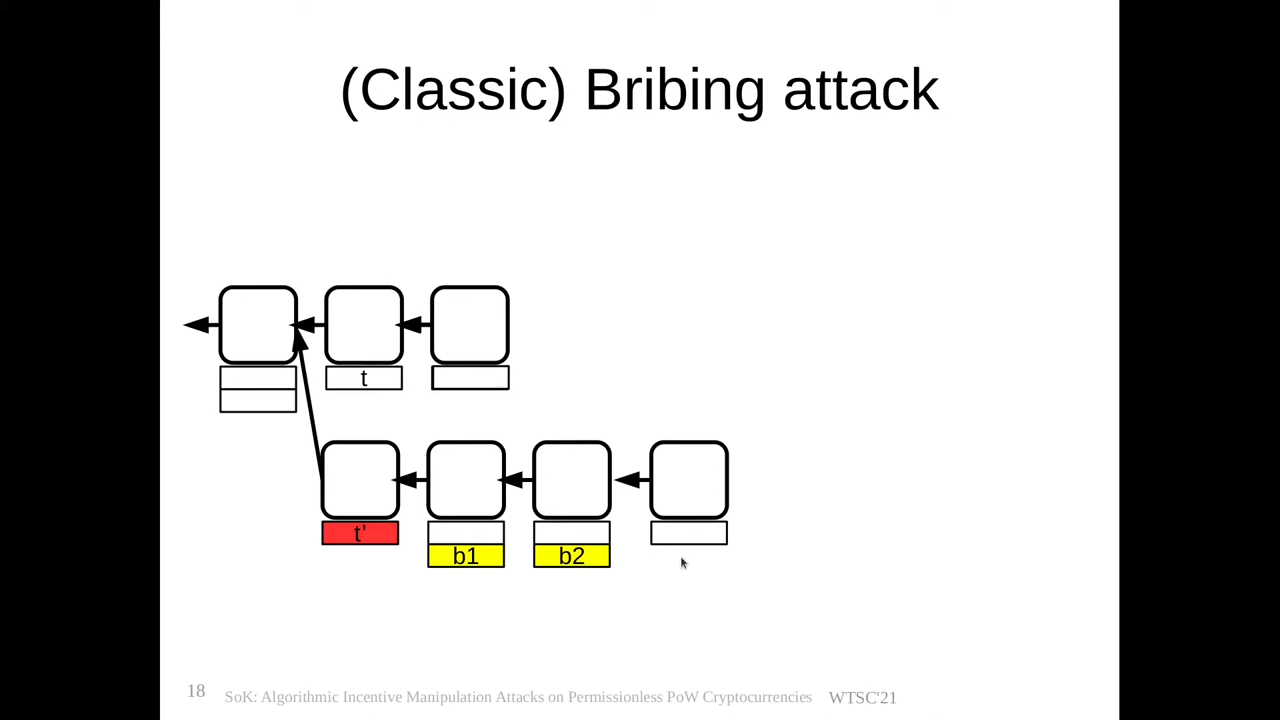 (Classic) Bribing attack
t
t'
b1
b2
18
SoK: Algorithmic Incentive Manipulation Attacks on Permissionless PoW Cryptocurrencies
WTSC'21